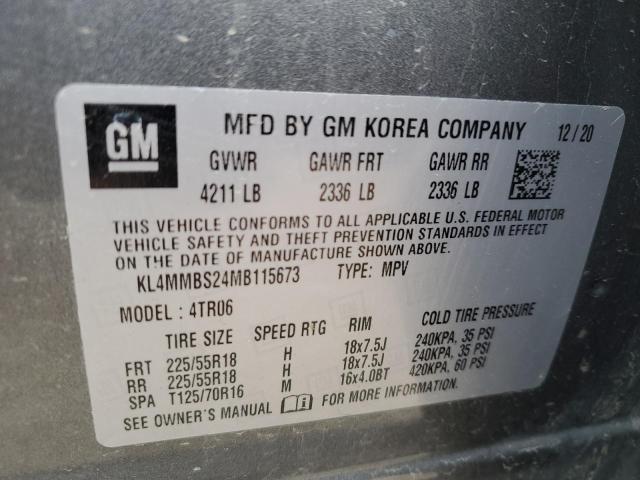 GM MFD BY GM KOREA COMPANY 12/20
GVWR GAWR FRT GAWR RR
4211 LB 2336 LB 2336 LB
THIS VEHICLE CONFORMS TO ALL APPLICABLE U.S. FEDERAL MOTOR
VEHICLE SAFETY AND THEFT PREVENTION STANDARDS IN EFFECT
ON THE DATE OF MANUFACTURE SHOWN ABOVE.
KL4MMBS24MB115673 TYPE: MPV
MODEL : 4TR06
TIRE SIZE SPEED RTG RIM COLD TIRE PRESSURE
FRT 225/55R18 H 18x7.5J 240KPA, 35 PSI
RR 225/55R18 H 18x7.5J 240KPA, 35 PSI
SPA T125/70R16 M 16x4.0BT 420KPA, 60 PSI
SEE OWNER'S MANUAL i FOR MORE INFORMATION